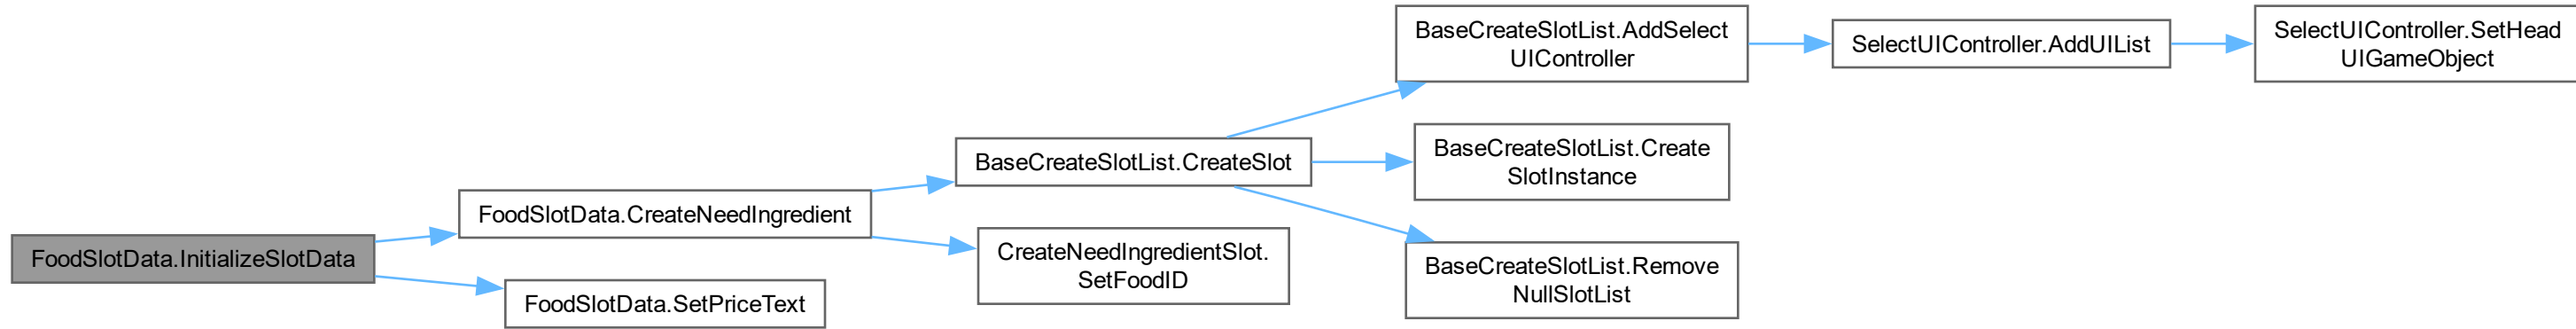 FoodSlotData.InitializeSlotData
FoodSlotData.CreateNeedIngredient
BaseCreateSlotList.CreateSlot
BaseCreateSlotList.AddSelect
UIController
SelectUIController.AddUIList
SelectUIController.SetHead
UIGameObject
BaseCreateSlotList.Create
SlotInstance
BaseCreateSlotList.Remove
NullSlotList
CreateNeedIngredientSlot.
SetFoodID
FoodSlotData.SetPriceText